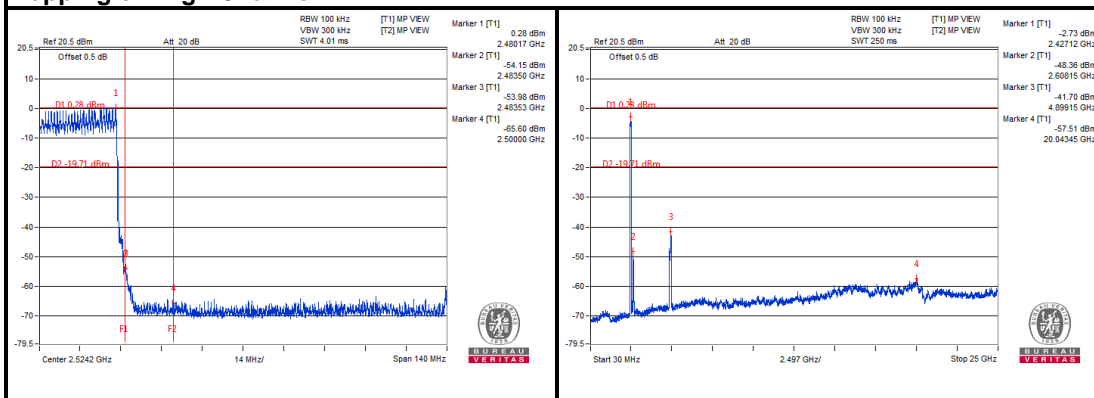 RBW 100 kHz
[T1] MP VIEW
VBW 300 kHz
[T2] MP VIEW
SWT 4.01 ms
Ref 20.5 dBm
Att 20 dB
Offset 0.5 dB
Marker 1 [T1]
0.28 dBm
2.48017 GHz
Marker 2 [T1]
-54.15 dBm
2.48350 GHz
Marker 3 [T1]
-53.98 dBm
2.48353 GHz
Marker 4 [T1]
-65.60 dBm
2.50000 GHz
20.5
10
0
-10
-20
-30
-40
-50
-60
-70
-79.5
D1 0.28 dBm
D2 -19.71 dBm
1
3
4
F1
F2
Center 2.5242 GHz
14 MHz/
Span 140 MHz
BUREAU
VERITAS
RBW 100 kHz
[T1] MP VIEW
VBW 300 kHz
[T2] MP VIEW
SWT 250 ms
Ref 20.5 dBm
Att 20 dB
Offset 0.5 dB
Marker 1 [T1]
-2.73 dBm
2.42712 GHz
Marker 2 [T1]
-48.36 dBm
2.60815 GHz
Marker 3 [T1]
-41.70 dBm
4.89915 GHz
Marker 4 [T1]
-57.51 dBm
20.04345 GHz
20.5
10
0
-10
-20
-30
-40
-50
-60
-70
-79.5
D1 0.28 dBm
D2 -19.71 dBm
1
2
3
4
Start 30 MHz
2.497 GHz/
Stop 25 GHz
BUREAU
VERITAS